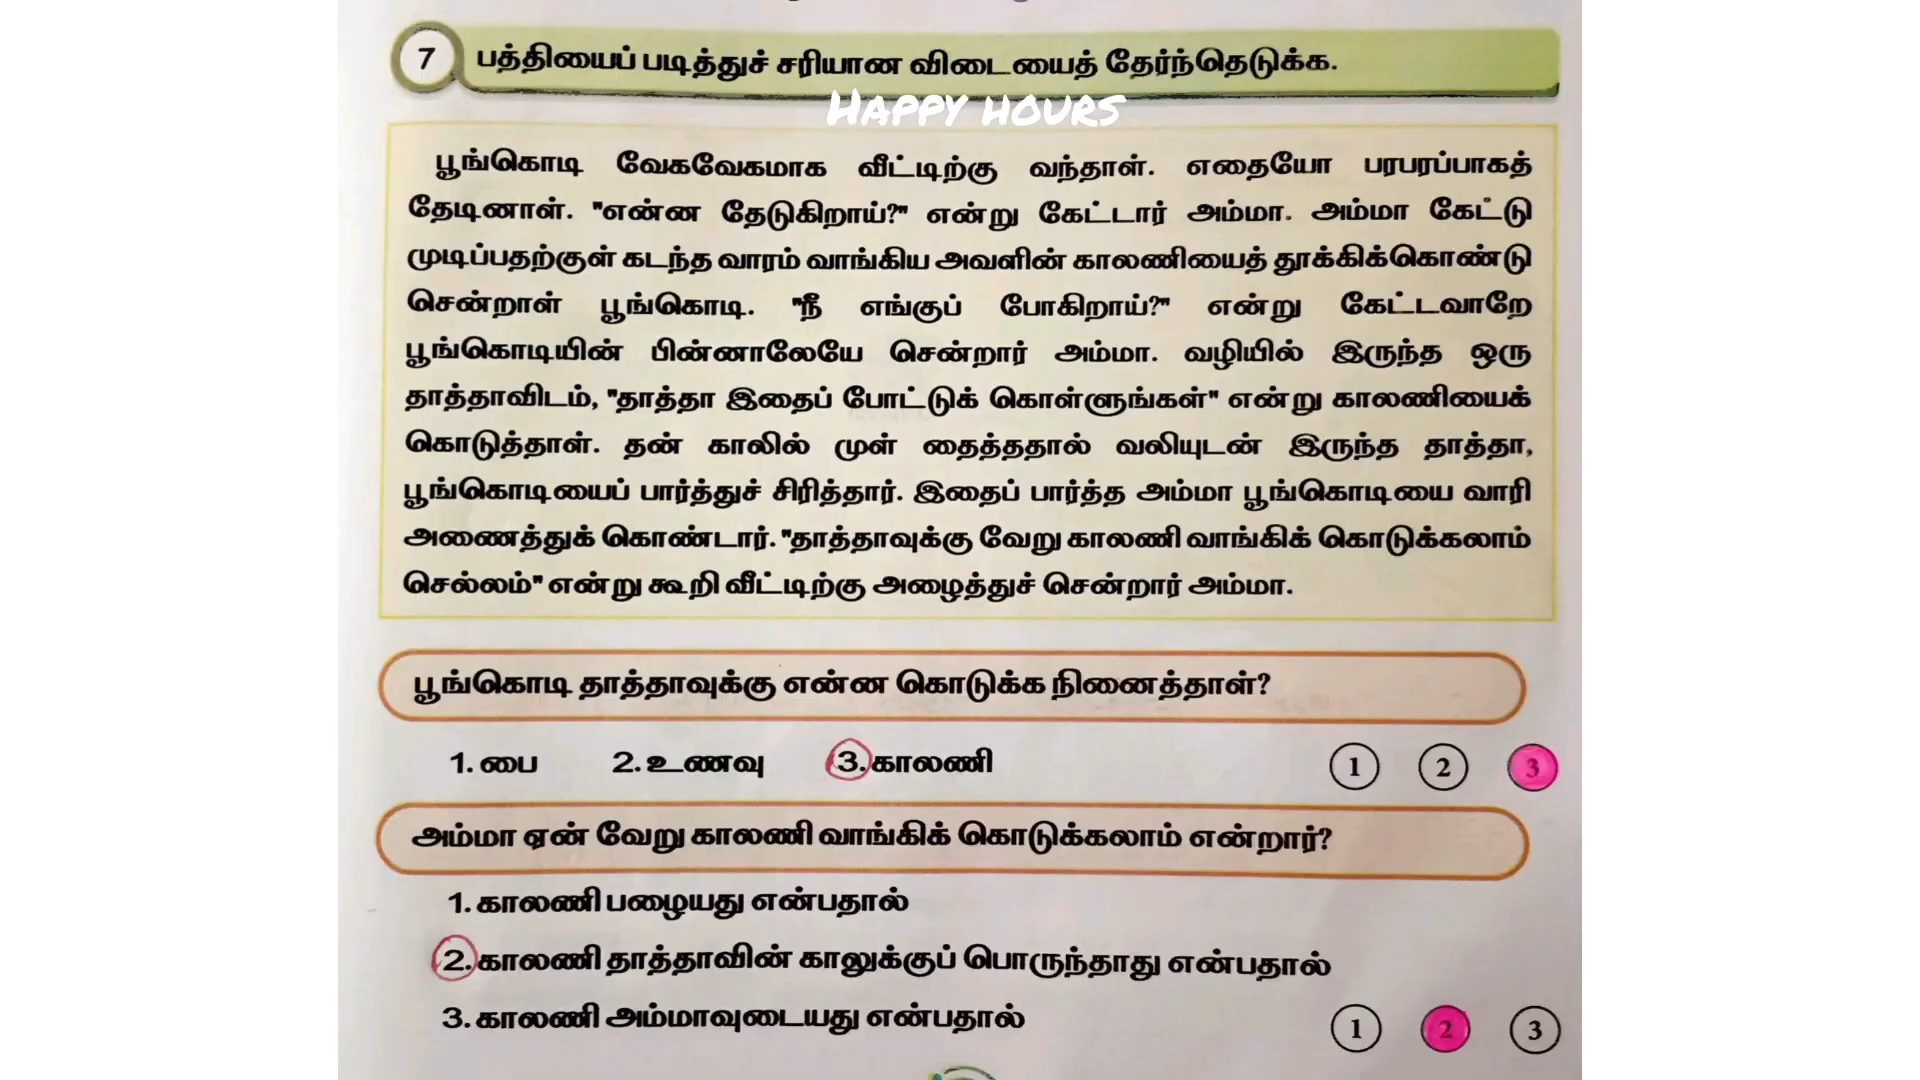 7 பத்தியைப் படித்துச் சரியான விடையைத் தேர்ந்தெடுக்க.
HAPPY HOURS
பூங்கொடி வேகவேகமாக வீட்டிற்கு வந்தாள். எதையோ பரபரப்பாகத்
தேடினாள். "என்ன தேடுகிறாய்?" என்று கேட்டார் அம்மா. அம்மா கேட்டு
முடிப்பதற்குள் கடந்த வாரம் வாங்கிய அவளின் காலணியைத் தூக்கிக்கொண்டு
சென்றாள் பூங்கொடி. "நீ எங்குப் போகிறாய்?" என்று கேட்டவாறே
பூங்கொடியின் பின்னாலேயே சென்றார் அம்மா. வழியில் இருந்த ஒரு
தாத்தாவிடம், "தாத்தா இதைப் போட்டுக் கொள்ளுங்கள்" என்று காலணியைக்
கொடுத்தாள். தன் காலில் முள் தைத்ததால் வலியுடன் இருந்த தாத்தா,
பூங்கொடியைப் பார்த்துச் சிரித்தார். இதைப் பார்த்த அம்மா பூங்கொடியை வாரி
அணைத்துக் கொண்டார். "தாத்தாவுக்கு வேறு காலணி வாங்கிக் கொடுக்கலாம்
செல்லம்" என்று கூறி வீட்டிற்கு அழைத்துச் சென்றார் அம்மா.
பூங்கொடி தாத்தாவுக்கு என்ன கொடுக்க நினைத்தாள்?
1. பை 2. உணவு 3. காலணி 1 2 3
அம்மா ஏன் வேறு காலணி வாங்கிக் கொடுக்கலாம் என்றார்?
1. காலணி பழையது என்பதால்
2. காலணி தாத்தாவின் காலுக்குப் பொருந்தாது என்பதால்
3. காலணி அம்மாவுடையது என்பதால் 1 2 3